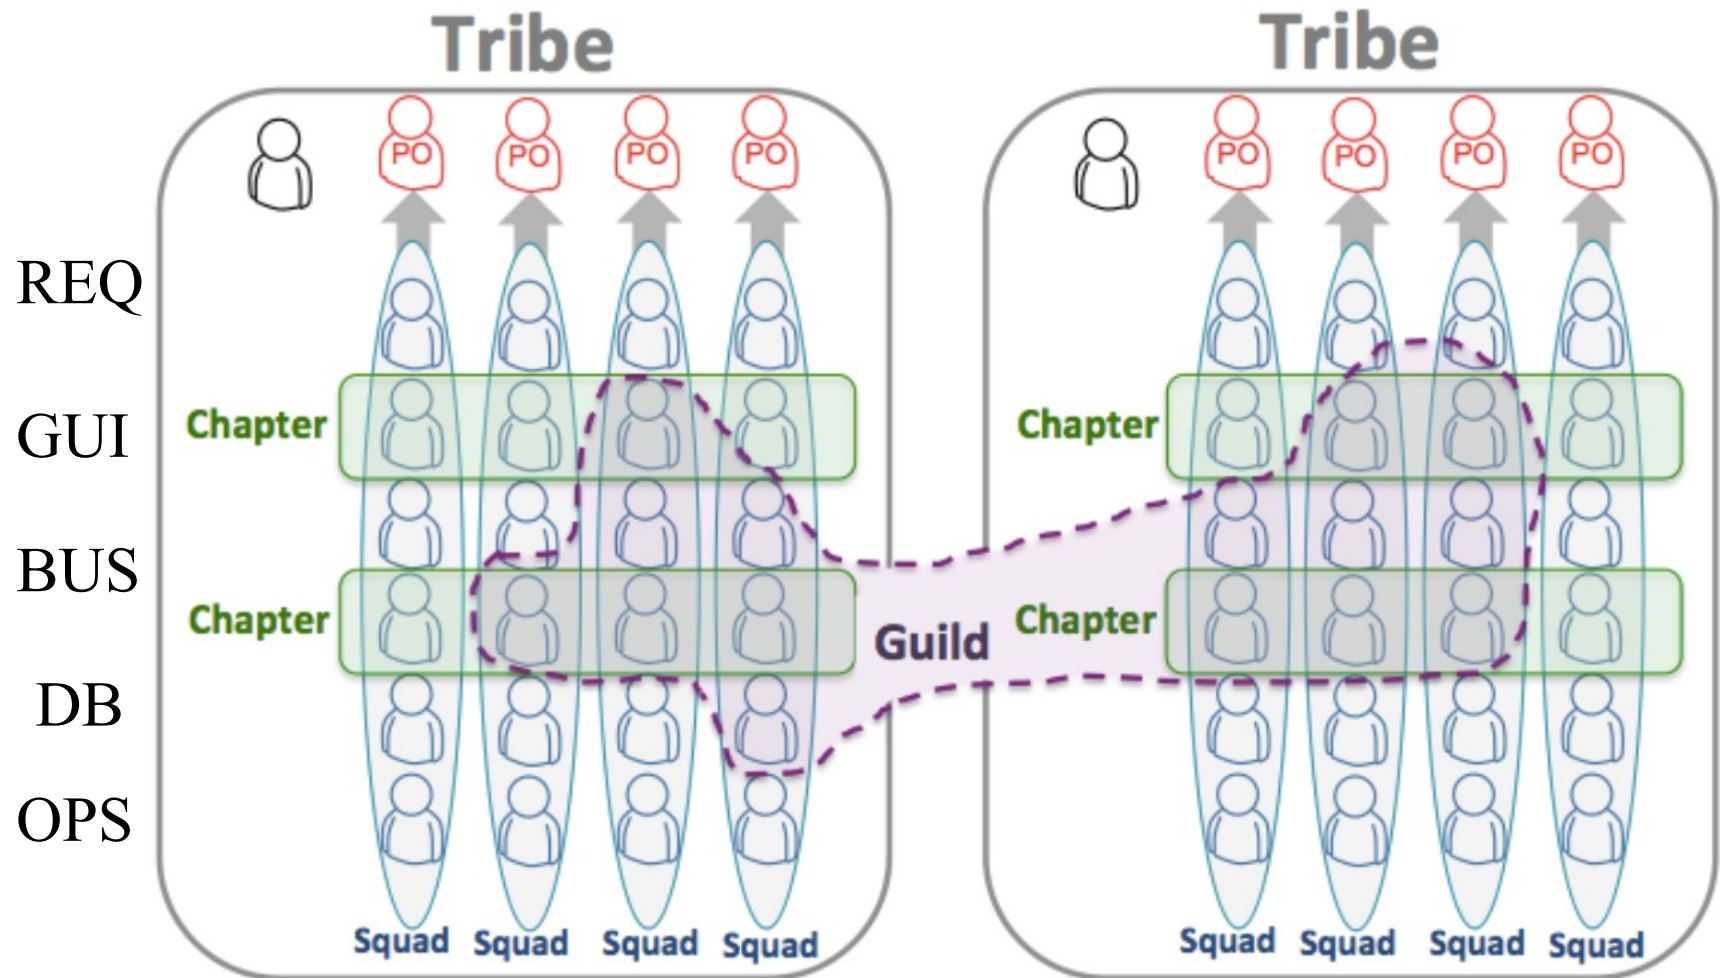 Tribe
Tribe
PO PO PO PO
PO PO PO PO
REQ
GUI
Chapter
Chapter
BUS
Chapter
Guild
Chapter
DB
OPS
Squad Squad Squad Squad
Squad Squad Squad Squad